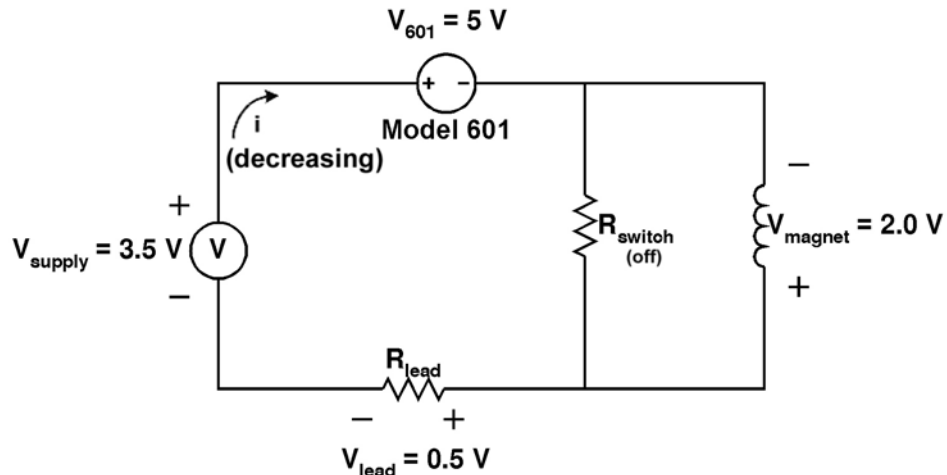 V601 = 5 V
+ −
Model 601
i
(decreasing)
+
Vsupply = 3.5 V
V
−
Rswitch
(off)
−
Vmagnet = 2.0 V
+
Rlead
− +
Vlead = 0.5 V